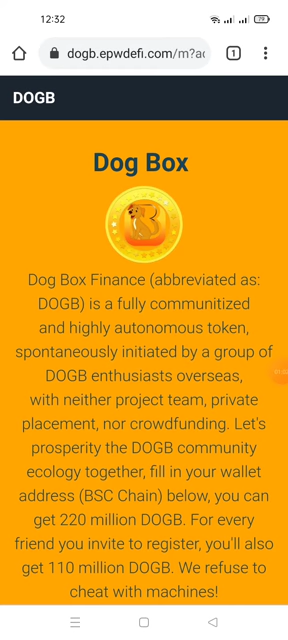 12:32
79
dogb.epwdefi.com/m?a
1
DOGB
Dog Box
B
Dog Box Finance (abbreviated as:
DOGB) is a fully communitized
and highly autonomous token,
spontaneously initiated by a group of
DOGB enthusiasts overseas,
with neither project team, private
placement, nor crowdfunding. Let's
prosperity the DOGB community
ecology together, fill in your wallet
address (BSC Chain) below, you can
get 220 million DOGB. For every
friend you invite to register, you'll also
get 110 million DOGB. We refuse to
cheat with machines!